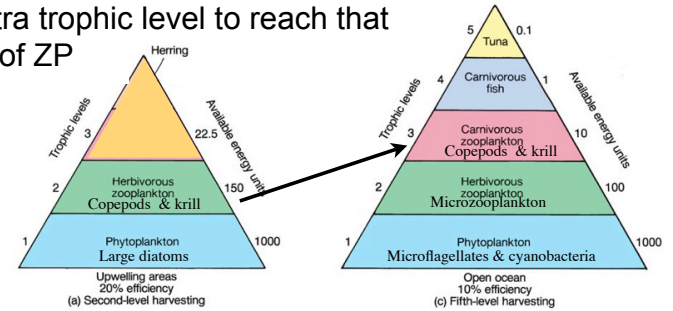 tra trophic level to reach that
of ZP
Herring
Trophic levels
Available energy units
3
22.5
2
Herbivorous
zooplankton
Copepods & krill
150
1
Phytoplankton
Large diatoms
1000
Upwelling areas
20% efficiency
(a) Second-level harvesting
5
Tuna
0.1
4
Carnivorous
fish
1
Trophic levels
Available energy units
3
Carnivorous
zooplankton
Copepods & krill
10
2
Herbivorous
zooplankton
Microzooplankton
100
1
Phytoplankton
Microflagellates & cyanobacteria
1000
Open ocean
10% efficiency
(c) Fifth-level harvesting